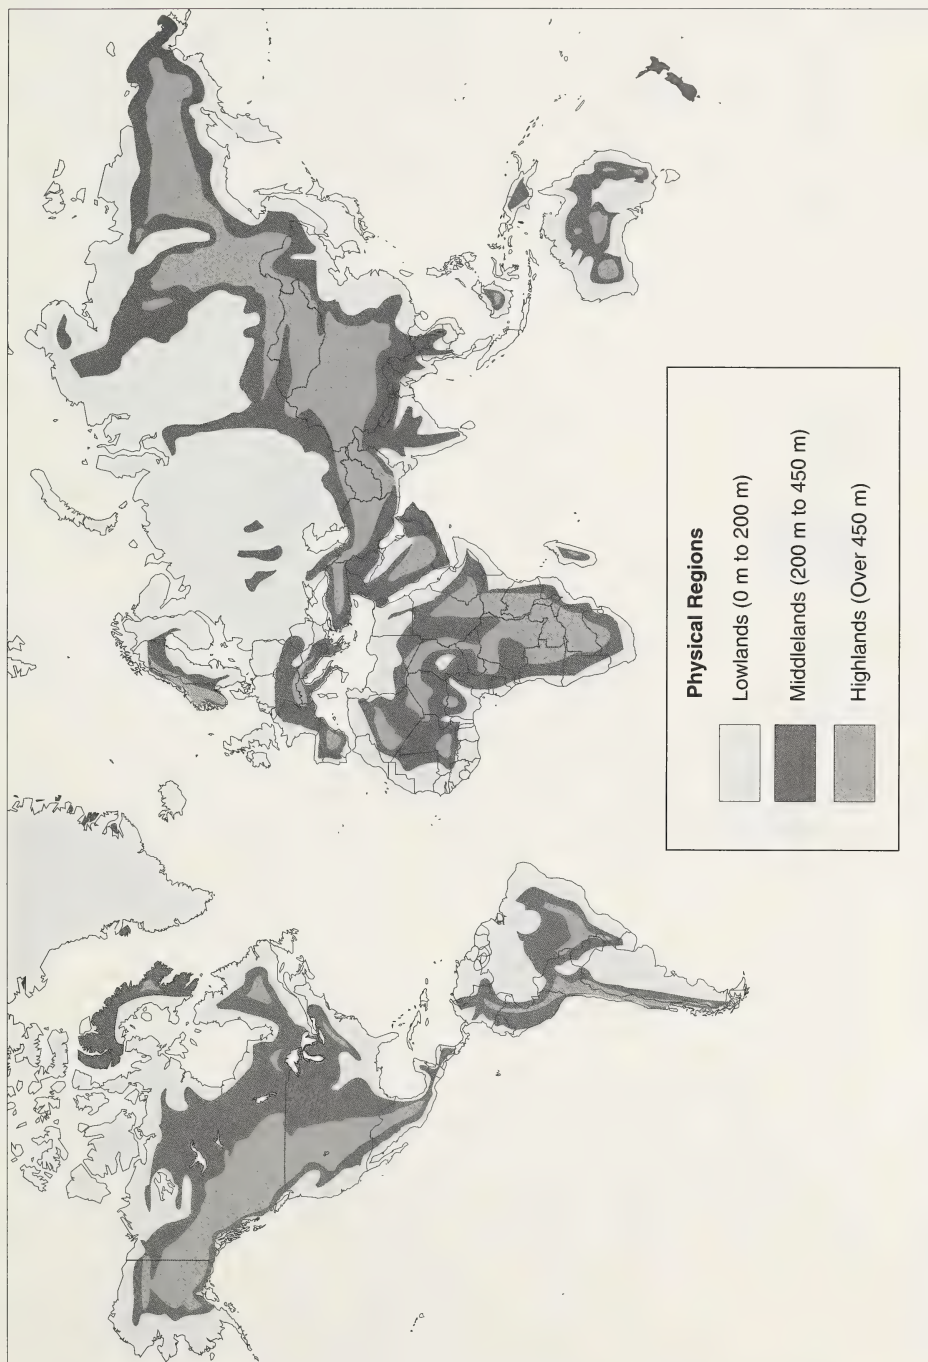 Physical Regions
Lowlands (0 m to 200 m)
Middlelands (200 m to 450 m)
Highlands (Over 450 m)